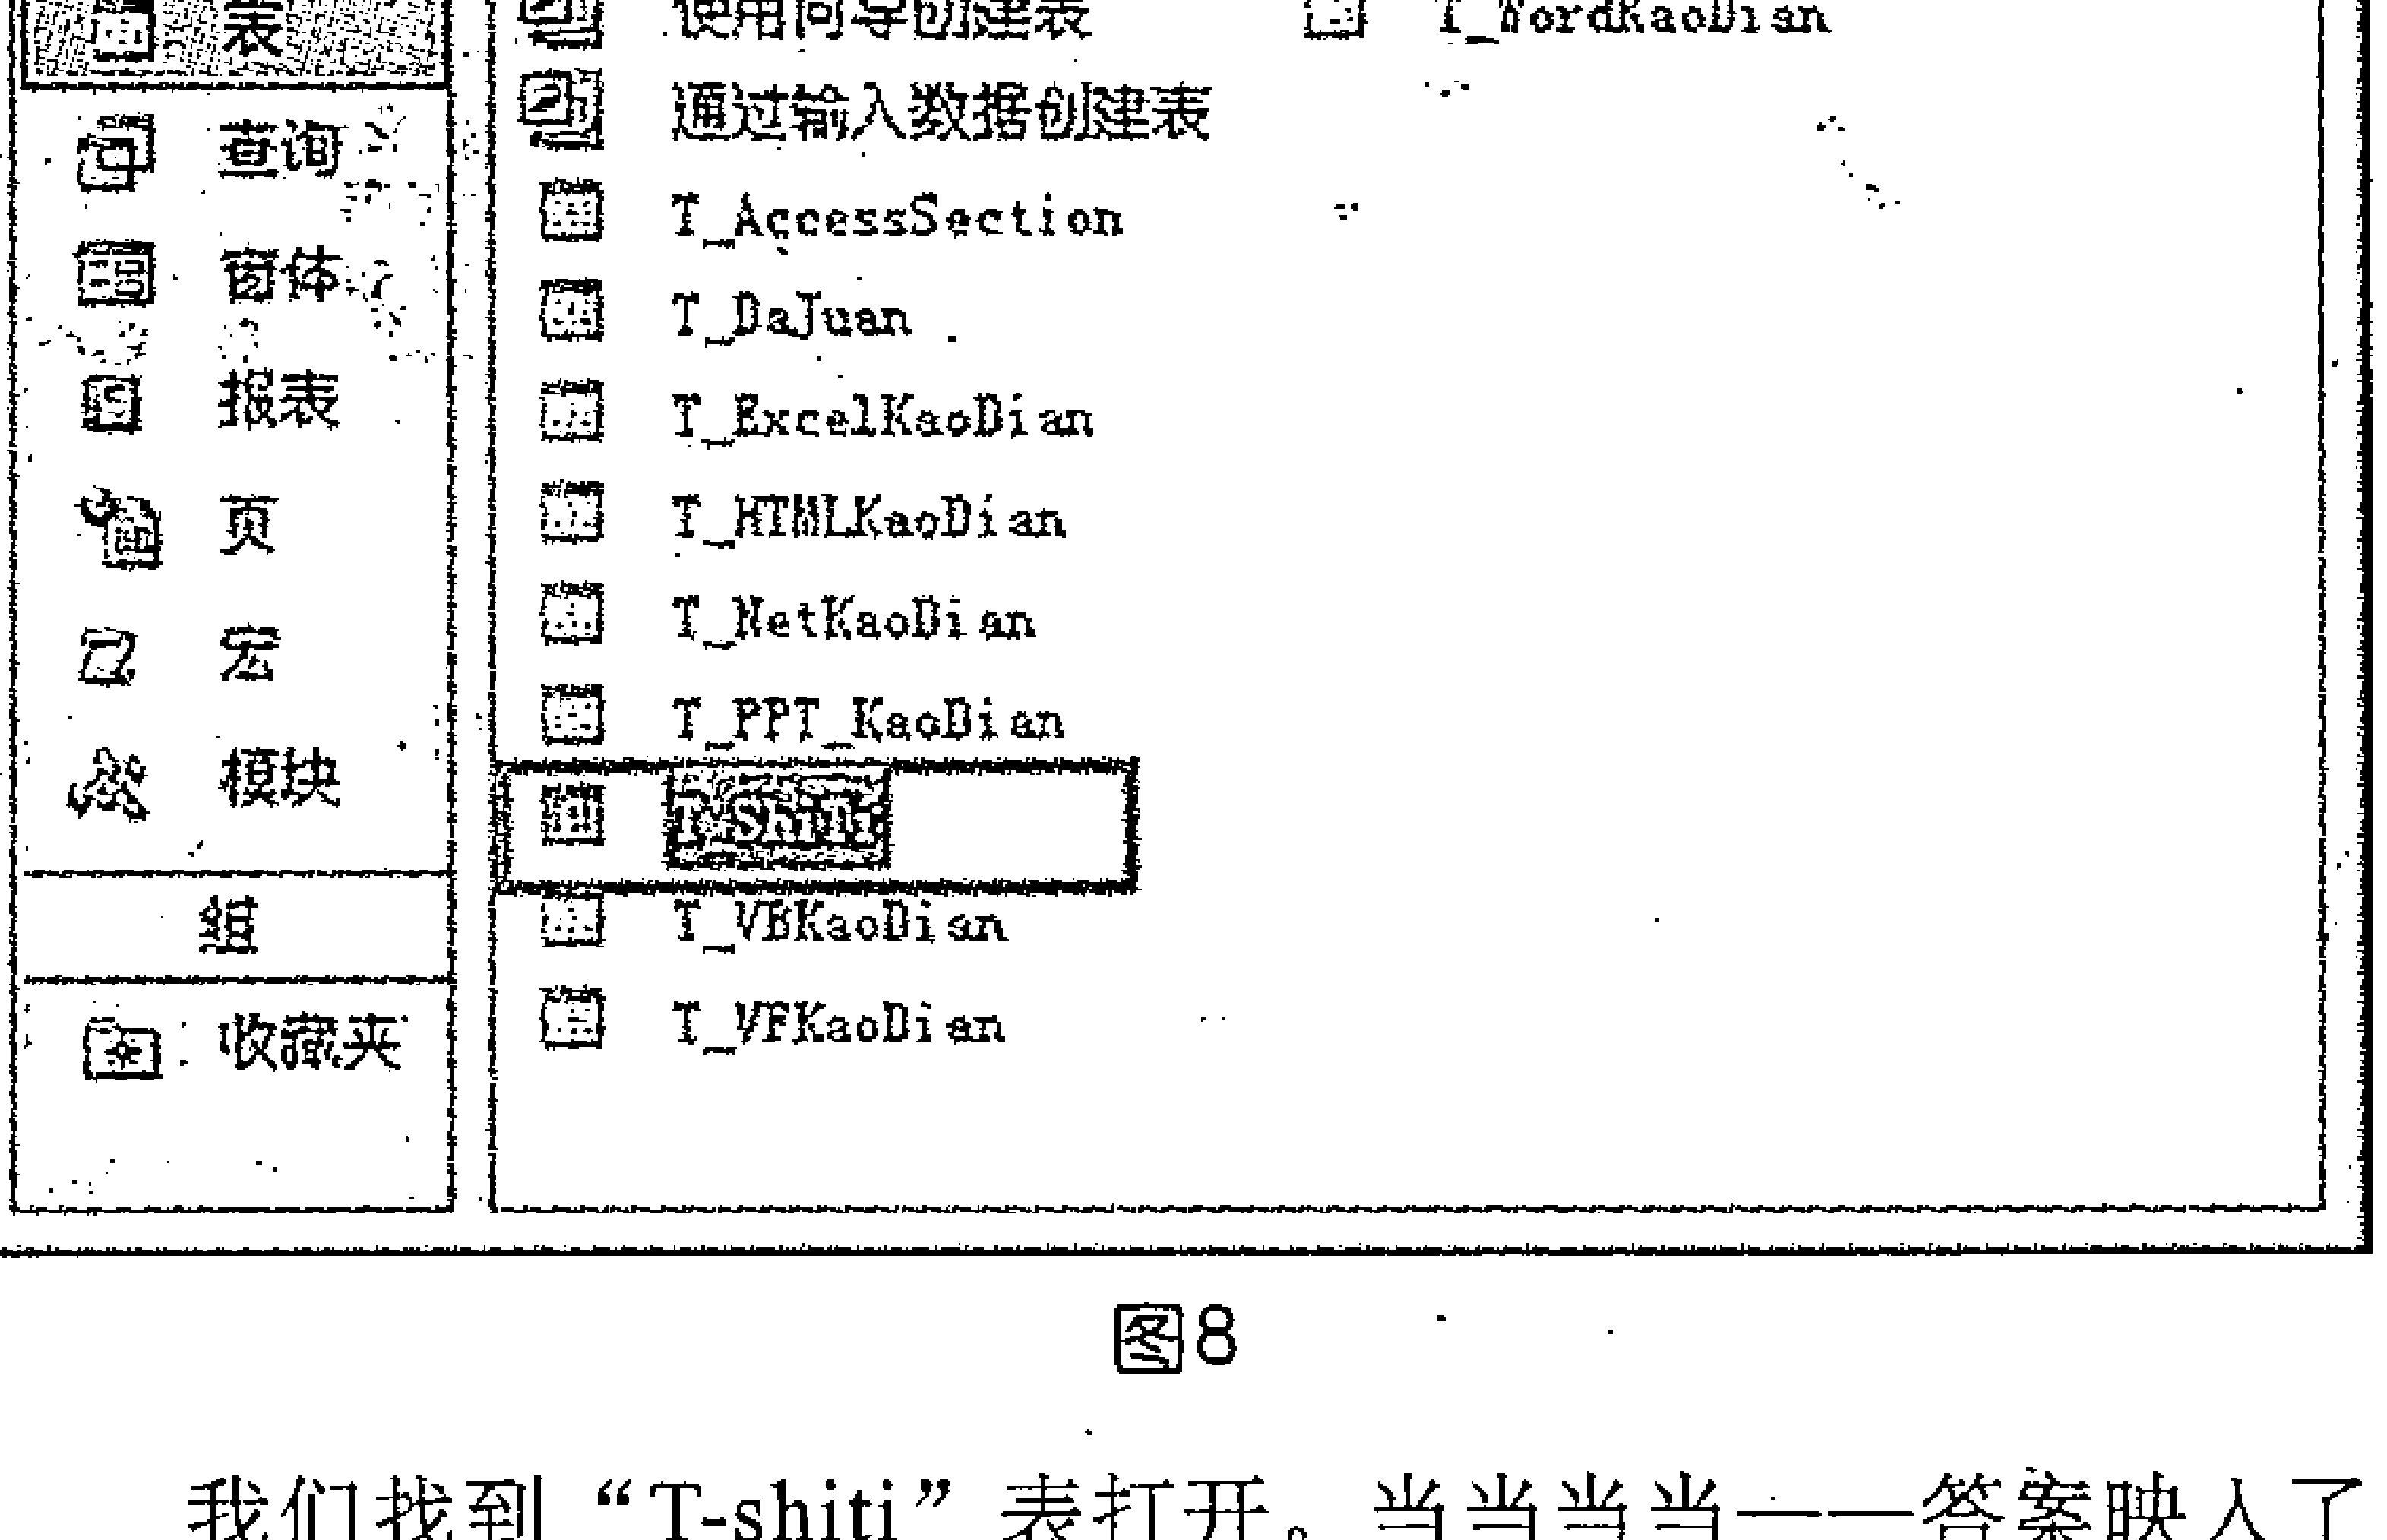 表
查询
窗体
报表
页
宏
模块
组
收藏夹
使用向导创建表
通过输入数据创建表
T_AccessSection
T_DaJuan
T_ExcelKaoDian
T_HTMLKaoDian
T_NetKaoDian
T_PPT_KaoDian
T_ShiTi
T_VBKaoDian
T_VFKaoDian
T_WordKaoDian
图8
我们找到“T-shiti”表打开。当当当当——答案映入了